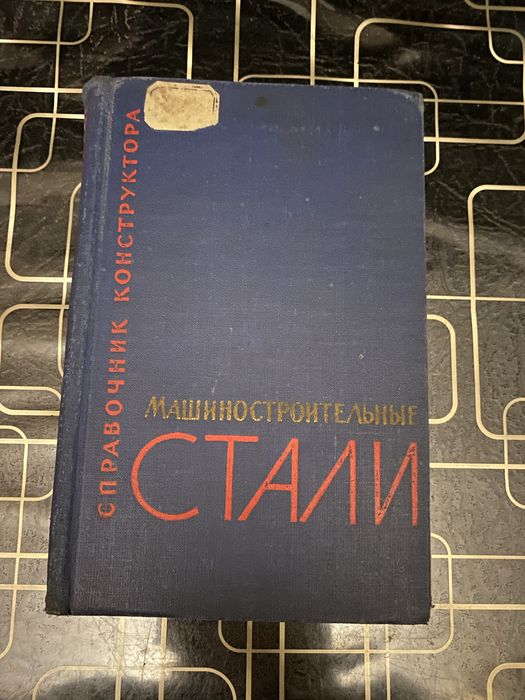 СПРАВОЧНИК КОНСТРУКТОРА
МАШИНОСТРОИТЕЛЬНЫЕ
СТАЛИ